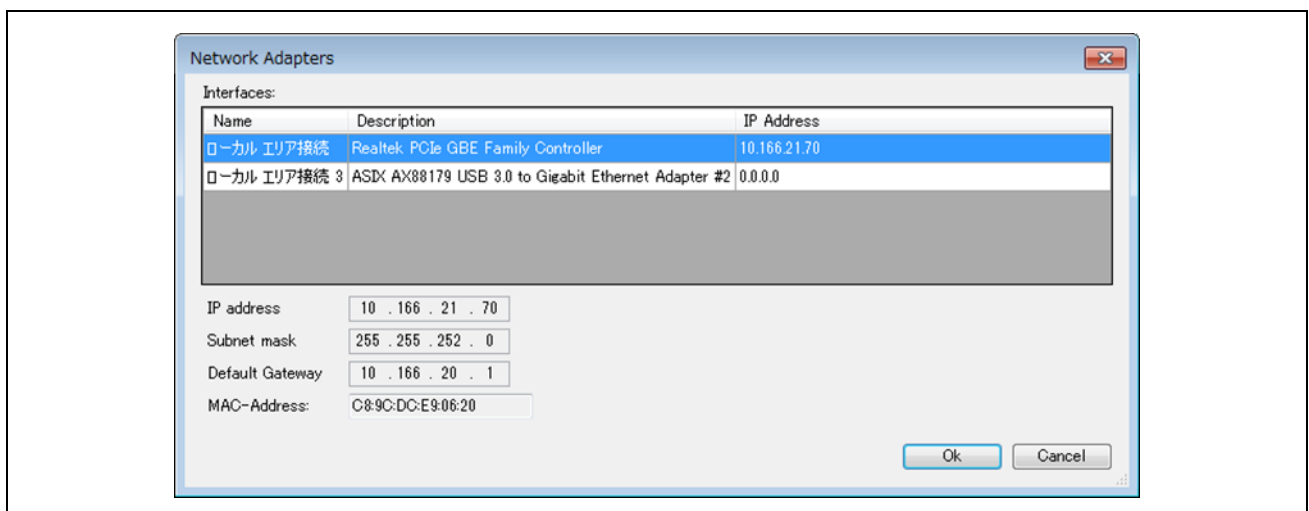 Network Adapters
Interfaces:
Name Description IP Address
ローカル エリア接続 Realtek PCIe GBE Family Controller 10.166.21.70
ローカル エリア接続 3 ASIX AX88179 USB 3.0 to Gigabit Ethernet Adapter #2 0.0.0.0
IP address 10 . 166 . 21 . 70
Subnet mask 255 . 255 . 252 . 0
Default Gateway 10 . 166 . 20 . 1
MAC-Address: C8:9C:DC:E9:06:20
Ok Cancel